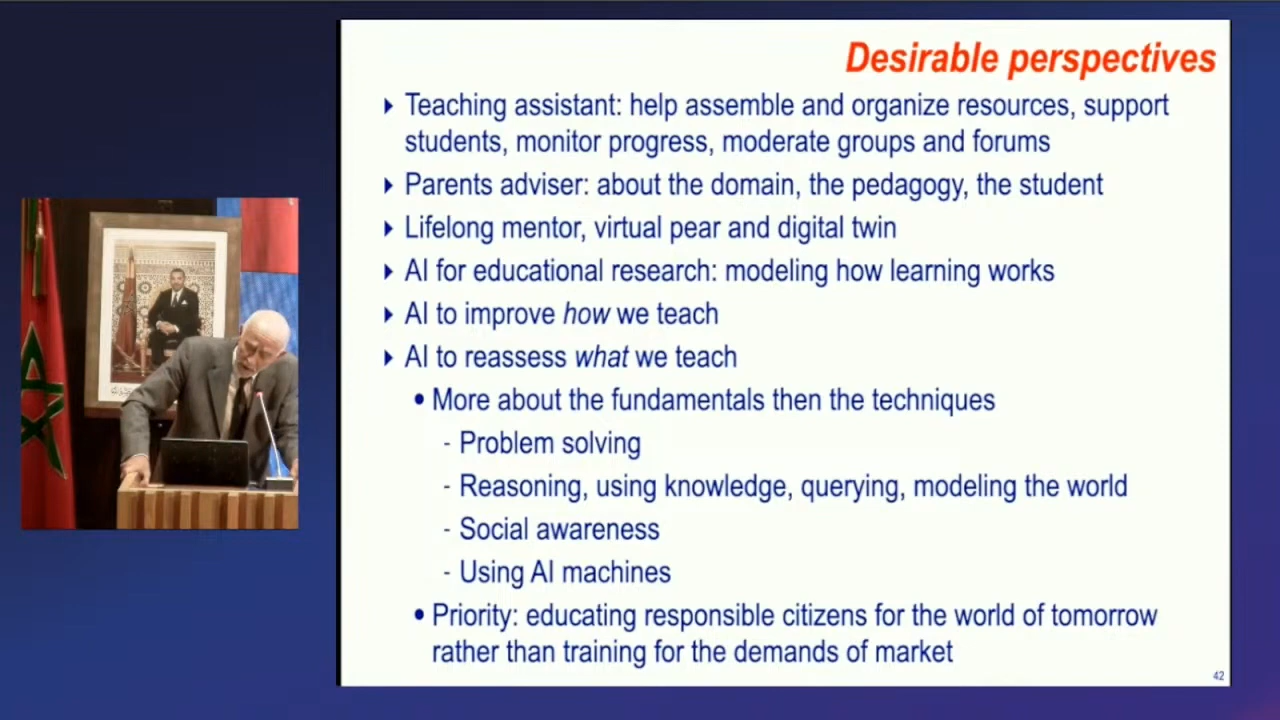 Desirable perspectives
Teaching assistant: help assemble and organize resources, support
students, monitor progress, moderate groups and forums
Parents adviser: about the domain, the pedagogy, the student
Lifelong mentor, virtual pear and digital twin
AI for educational research: modeling how learning works
AI to improve how we teach
AI to reassess what we teach
• More about the fundamentals then the techniques
- Problem solving
- Reasoning, using knowledge, querying, modeling the world
- Social awareness
- Using AI machines
• Priority: educating responsible citizens for the world of tomorrow
rather than training for the demands of market
42